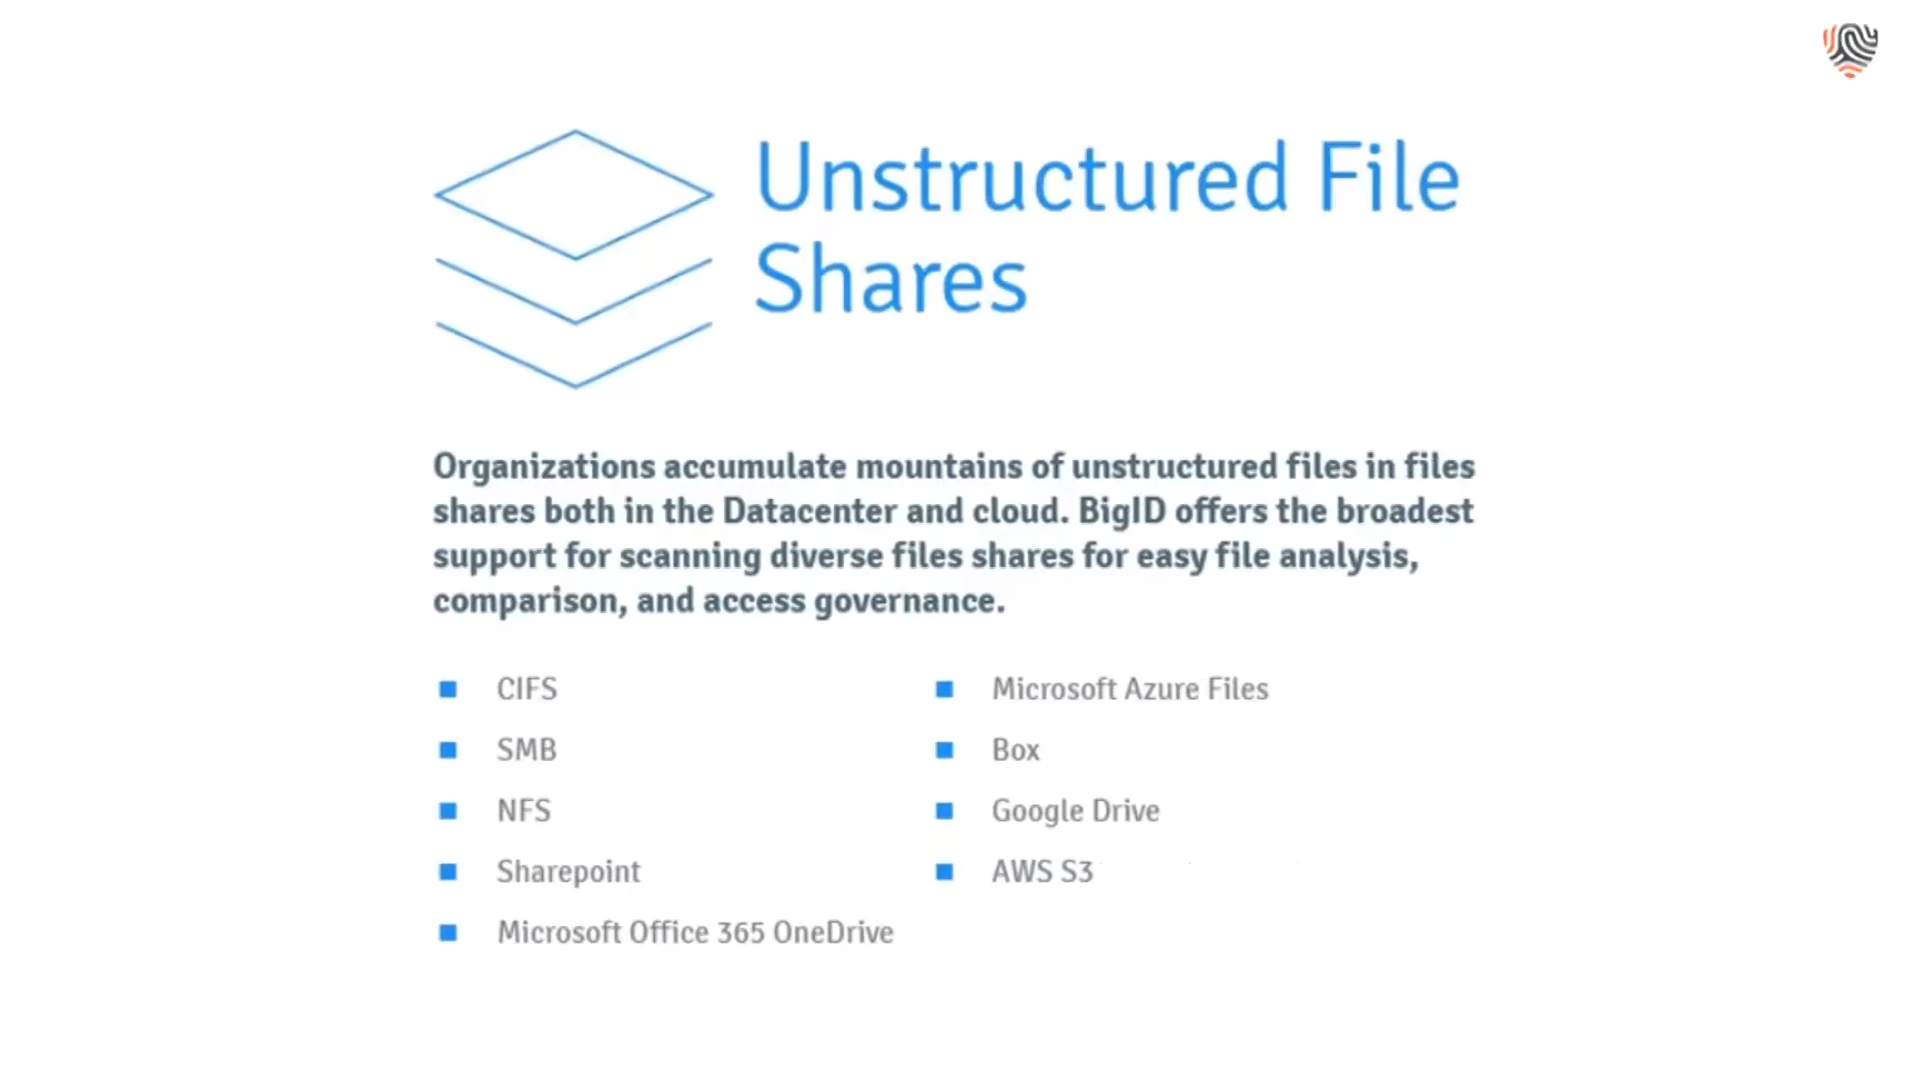 Unstructured File
Shares
Organizations accumulate mountains of unstructured files in files
shares both in the Datacenter and cloud. BigID offers the broadest
support for scanning diverse files shares for easy file analysis,
comparison, and access governance.
CIFS
SMB
NFS
Sharepoint
Microsoft Office 365 OneDrive
Microsoft Azure Files
Box
Google Drive
AWS S3